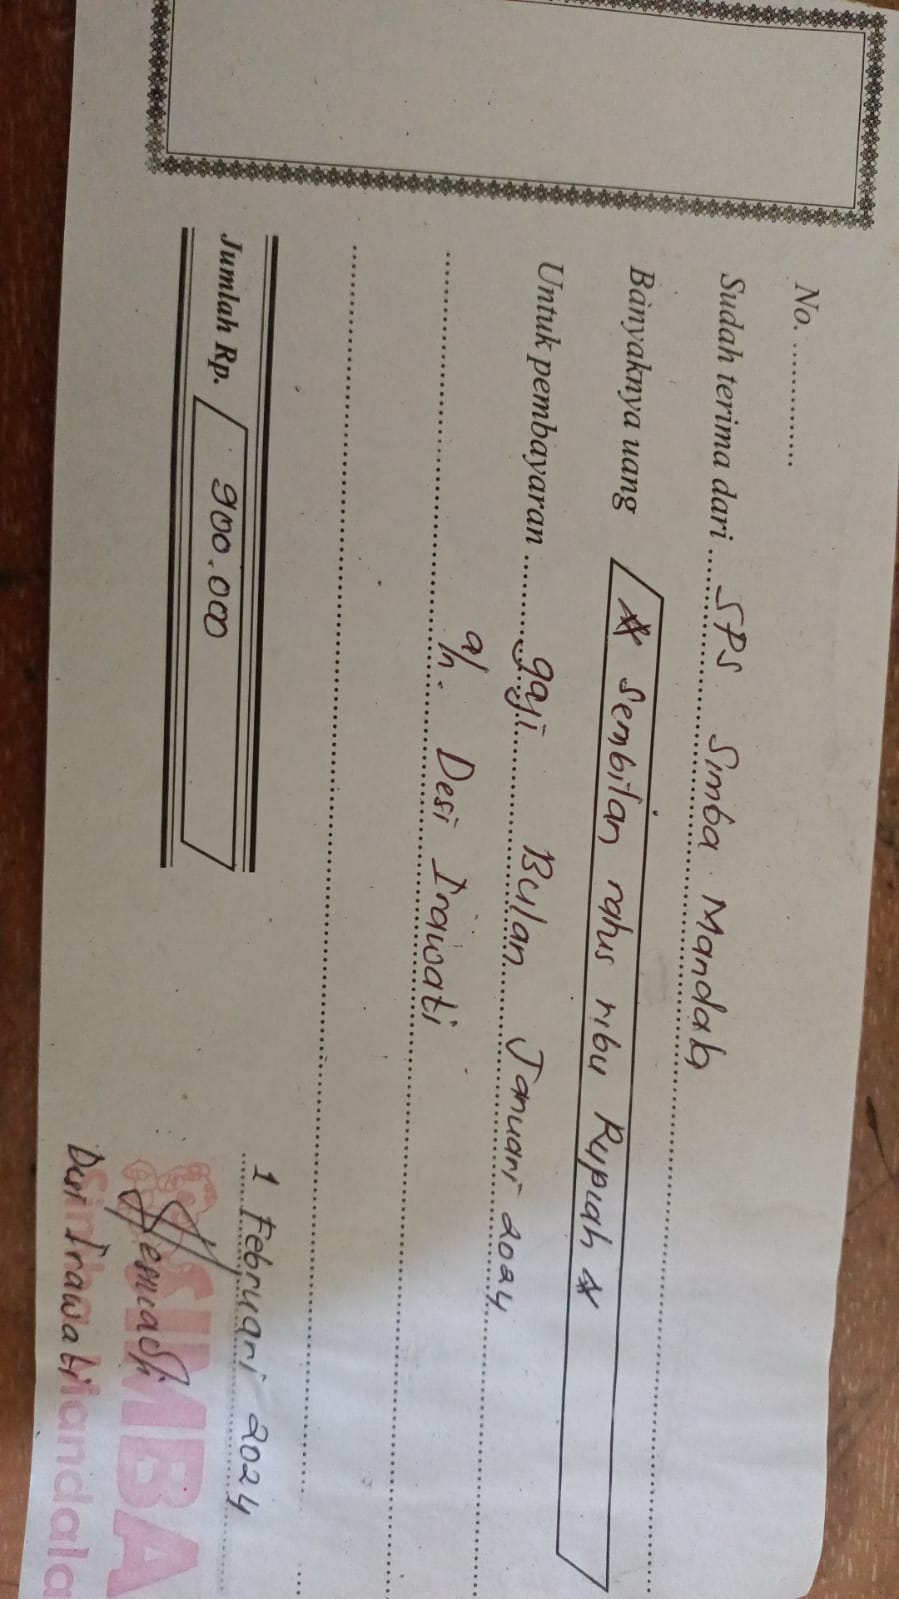 No. ............
Sudah terima dari SPS Simba Mandala
Banyaknya uang # Sembilan ratus ribu Rupiah #
Untuk pembayaran gaji Bulan Januari 2024
a/n. Desi Irawati
Jumlah Rp. 900.000
1 Februari 2024
SIMBA
Simba Mandala
Desi Irawati